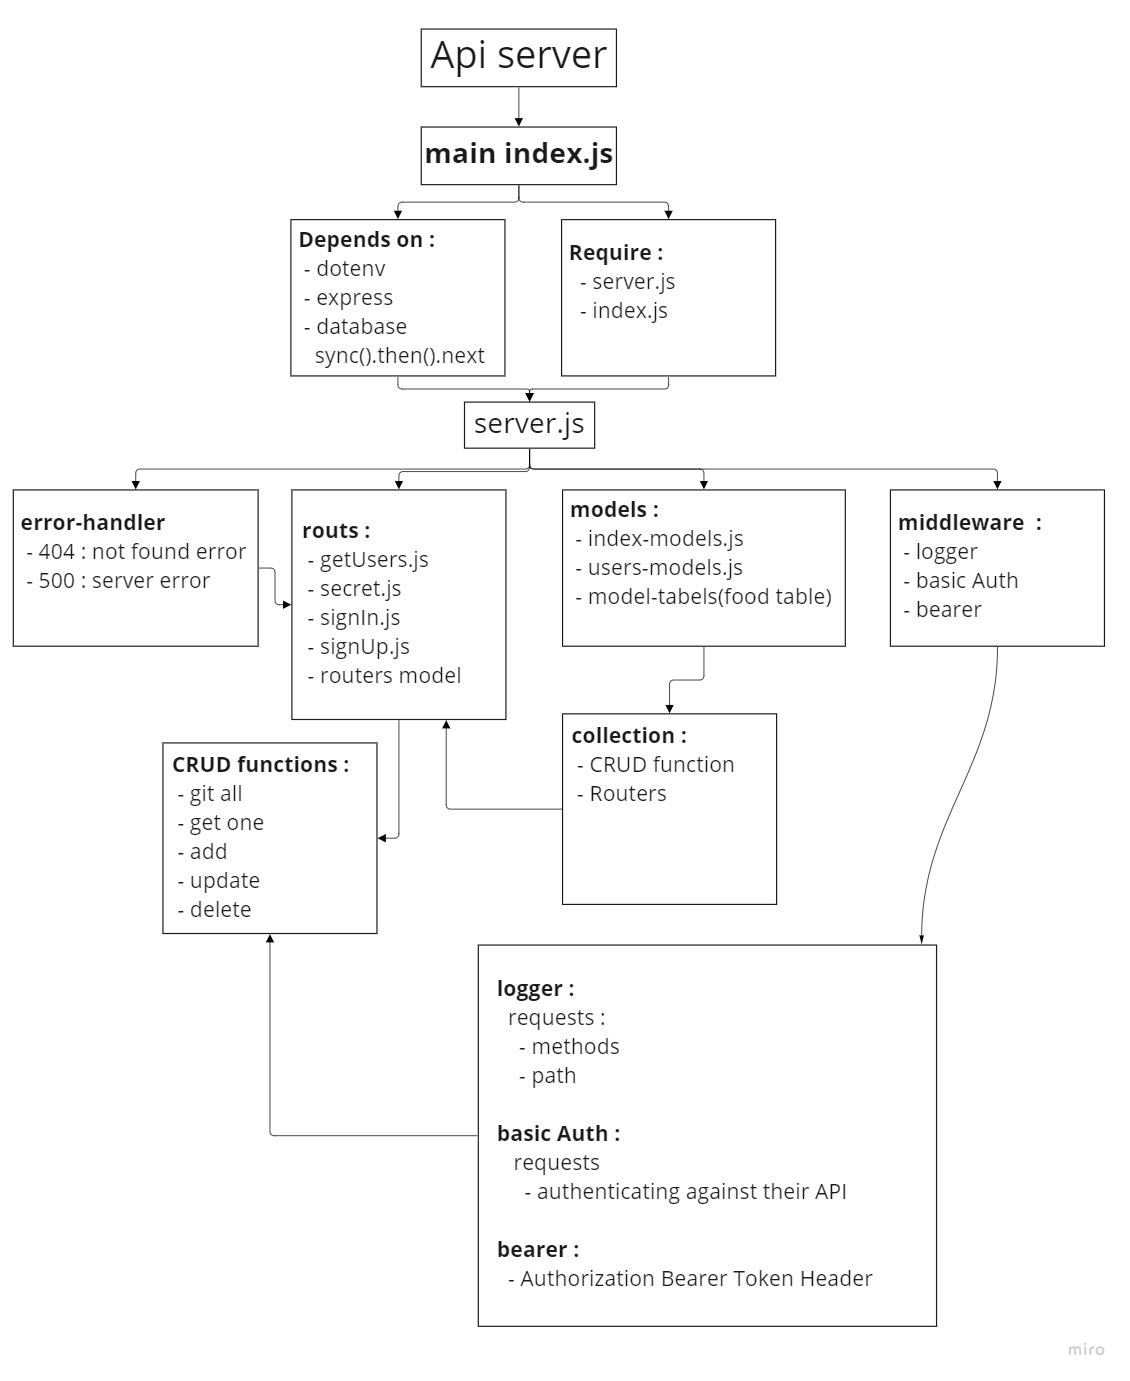 Api server
main index.js
Depends on :
- dotenv
- express
- database
sync().then().next
Require :
- server.js
- index.js
server.js
error-handler
- 404 : not found error
- 500 : server error
routs :
- getUsers.js
- secret.js
- signIn.js
- signUp.js
- routers model
models :
- index-models.js
- users-models.js
- model-tabels(food table)
middleware  :
- logger
- basic Auth
- bearer
CRUD functions :
- git all
- get one
- add
- update
- delete
collection :
- CRUD function
- Routers
logger :
requests :
- methods
- path
basic Auth :
requests
- authenticating against their API
bearer :
- Authorization Bearer Token Header
miro